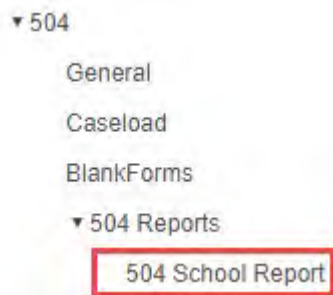 504
General
Caseload
BlankForms
504 Reports
504 School Report